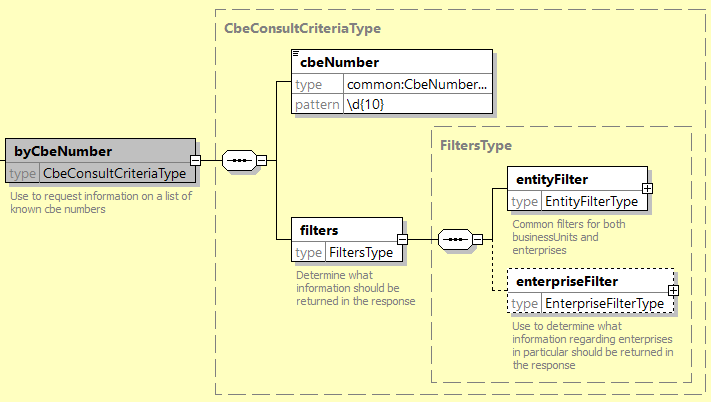 CbeConsultCriteriaType
cbeNumber
type common:CbeNumber...
pattern \d{10}
byCbeNumber
type CbeConsultCriteriaType
Use to request information on a list of
known cbe numbers
filters
type FiltersType
Determine what
information should be
returned in the response
FiltersType
entityFilter
type EntityFilterType
Common filters for both
businessUnits and
enterprises
enterpriseFilter
type EnterpriseFilterType
Use to determine what
information regarding enterprises
in particular should be returned in
the response